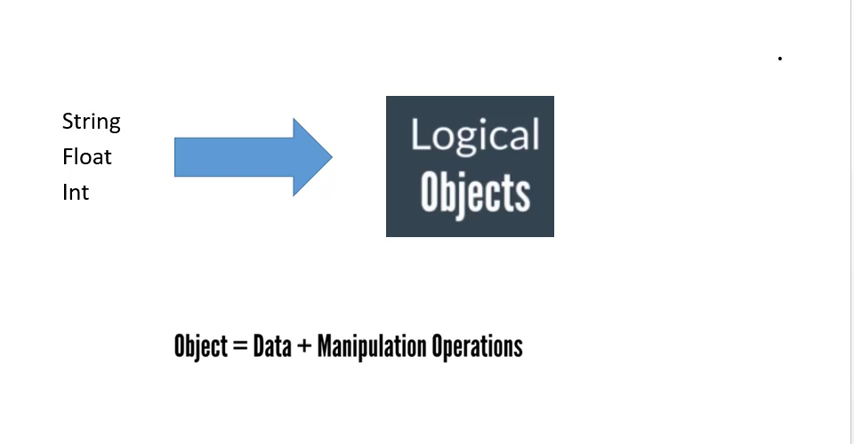 String
Float
Int
Logical
Objects
Object = Data + Manipulation Operations